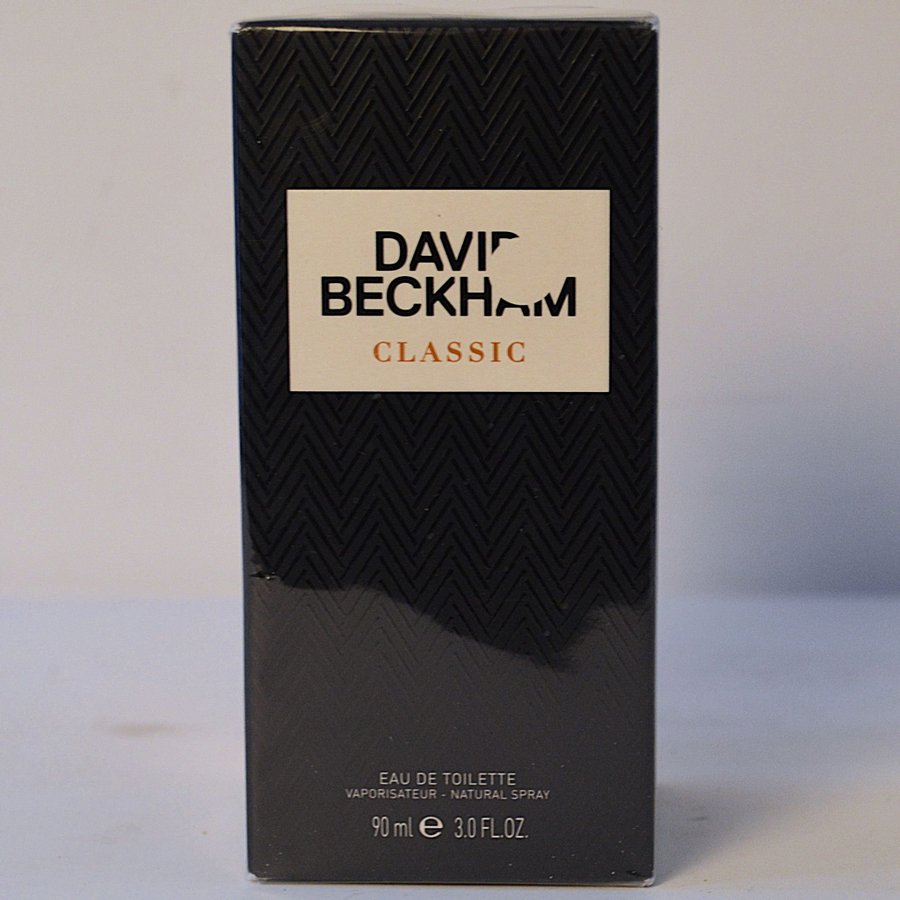 DAVID
BECKHAM
CLASSIC
EAU DE TOILETTE
VAPORISATEUR - NATURAL SPRAY
90 ml e 3.0 FL.OZ.